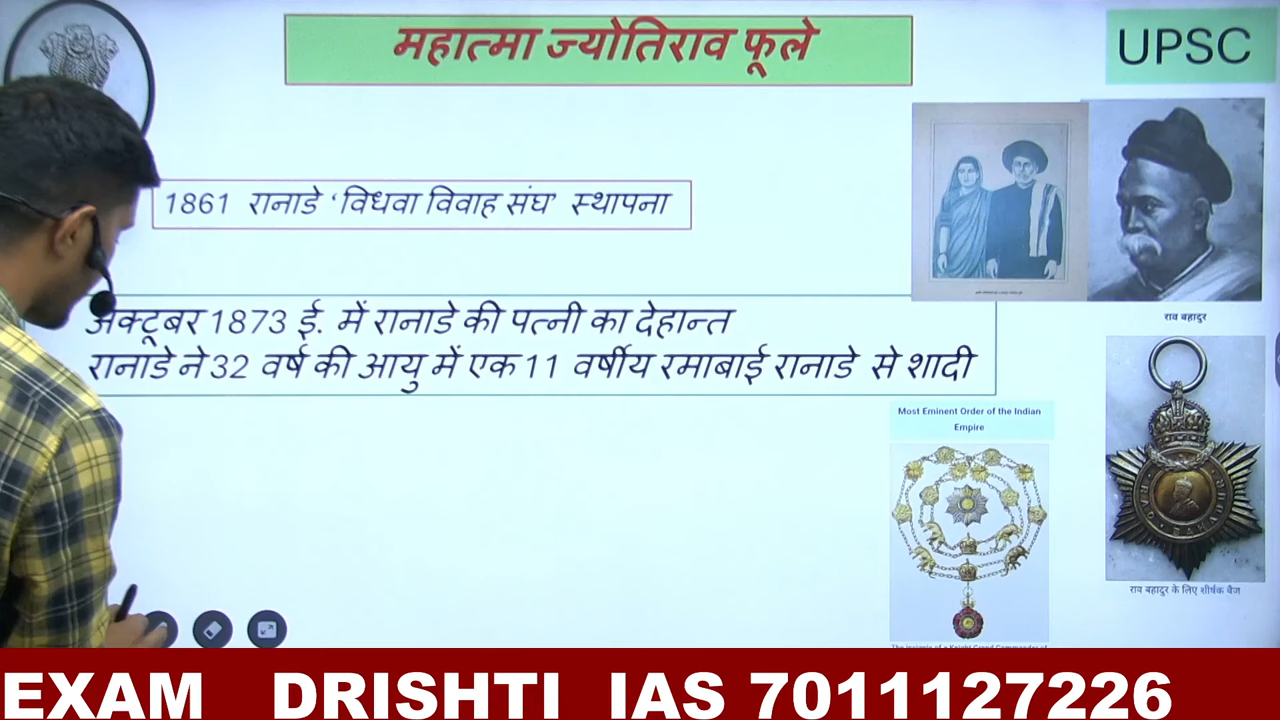 महात्मा ज्योतिराव फूले
UPSC
1861 रानाडे ‘विधवा विवाह संघ’ स्थापना
राव बहादुर
अक्टूबर 1873 ई. में रानाडे की पत्नी का देहान्त
रानाडे ने 32 वर्ष की आयु में एक 11 वर्षीय रमाबाई रानाडे से शादी
Most Eminent Order of the Indian
Empire
राव बहादुर के लिए शीर्षक बैज
EXAM DRISHTI IAS 7011127226